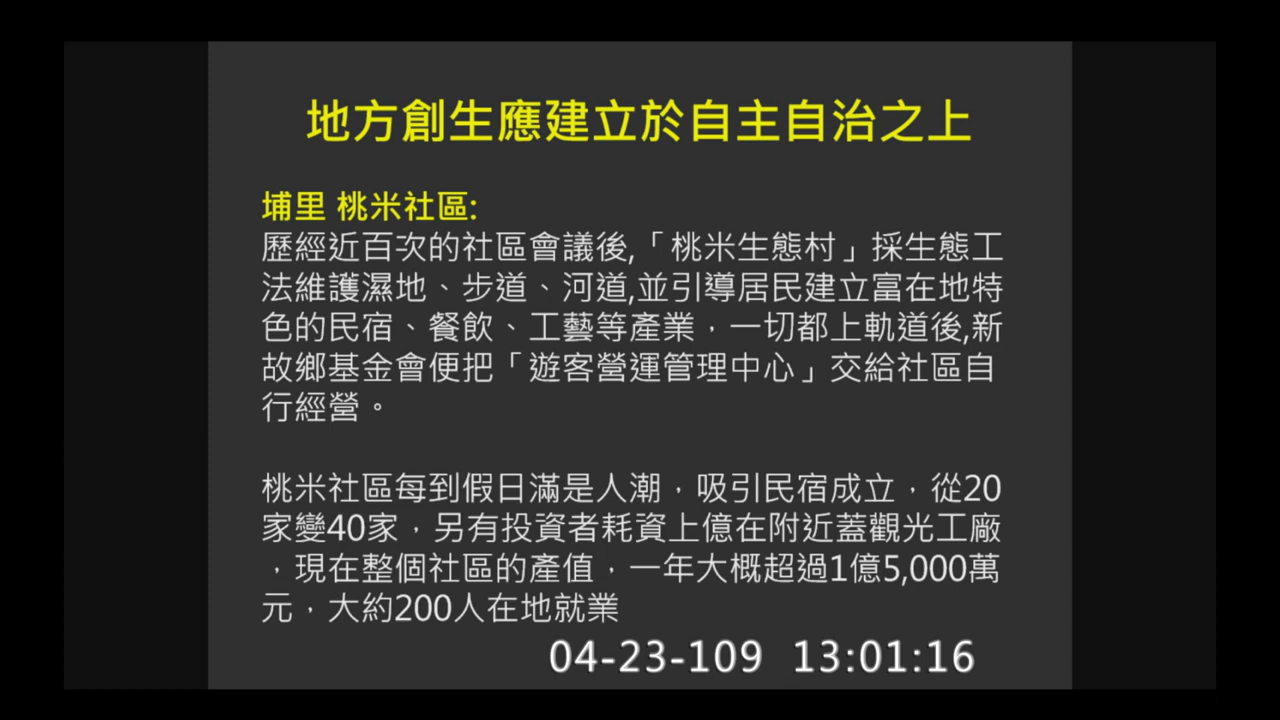 地方創生應建立於自主自治之上
埔里 桃米社區:
歷經近百次的社區會議後,「桃米生態村」採生態工
法維護濕地、步道、河道,並引導居民建立富在地特
色的民宿、餐飲、工藝等產業，一切都上軌道後,新
故鄉基金會便把「遊客營運管理中心」交給社區自
行經營。
桃米社區每到假日滿是人潮，吸引民宿成立，從20
家變40家，另有投資者耗資上億在附近蓋觀光工廠
，現在整個社區的產值，一年大概超過1億5,000萬
元，大約200人在地就業
04-23-109 13:01:16